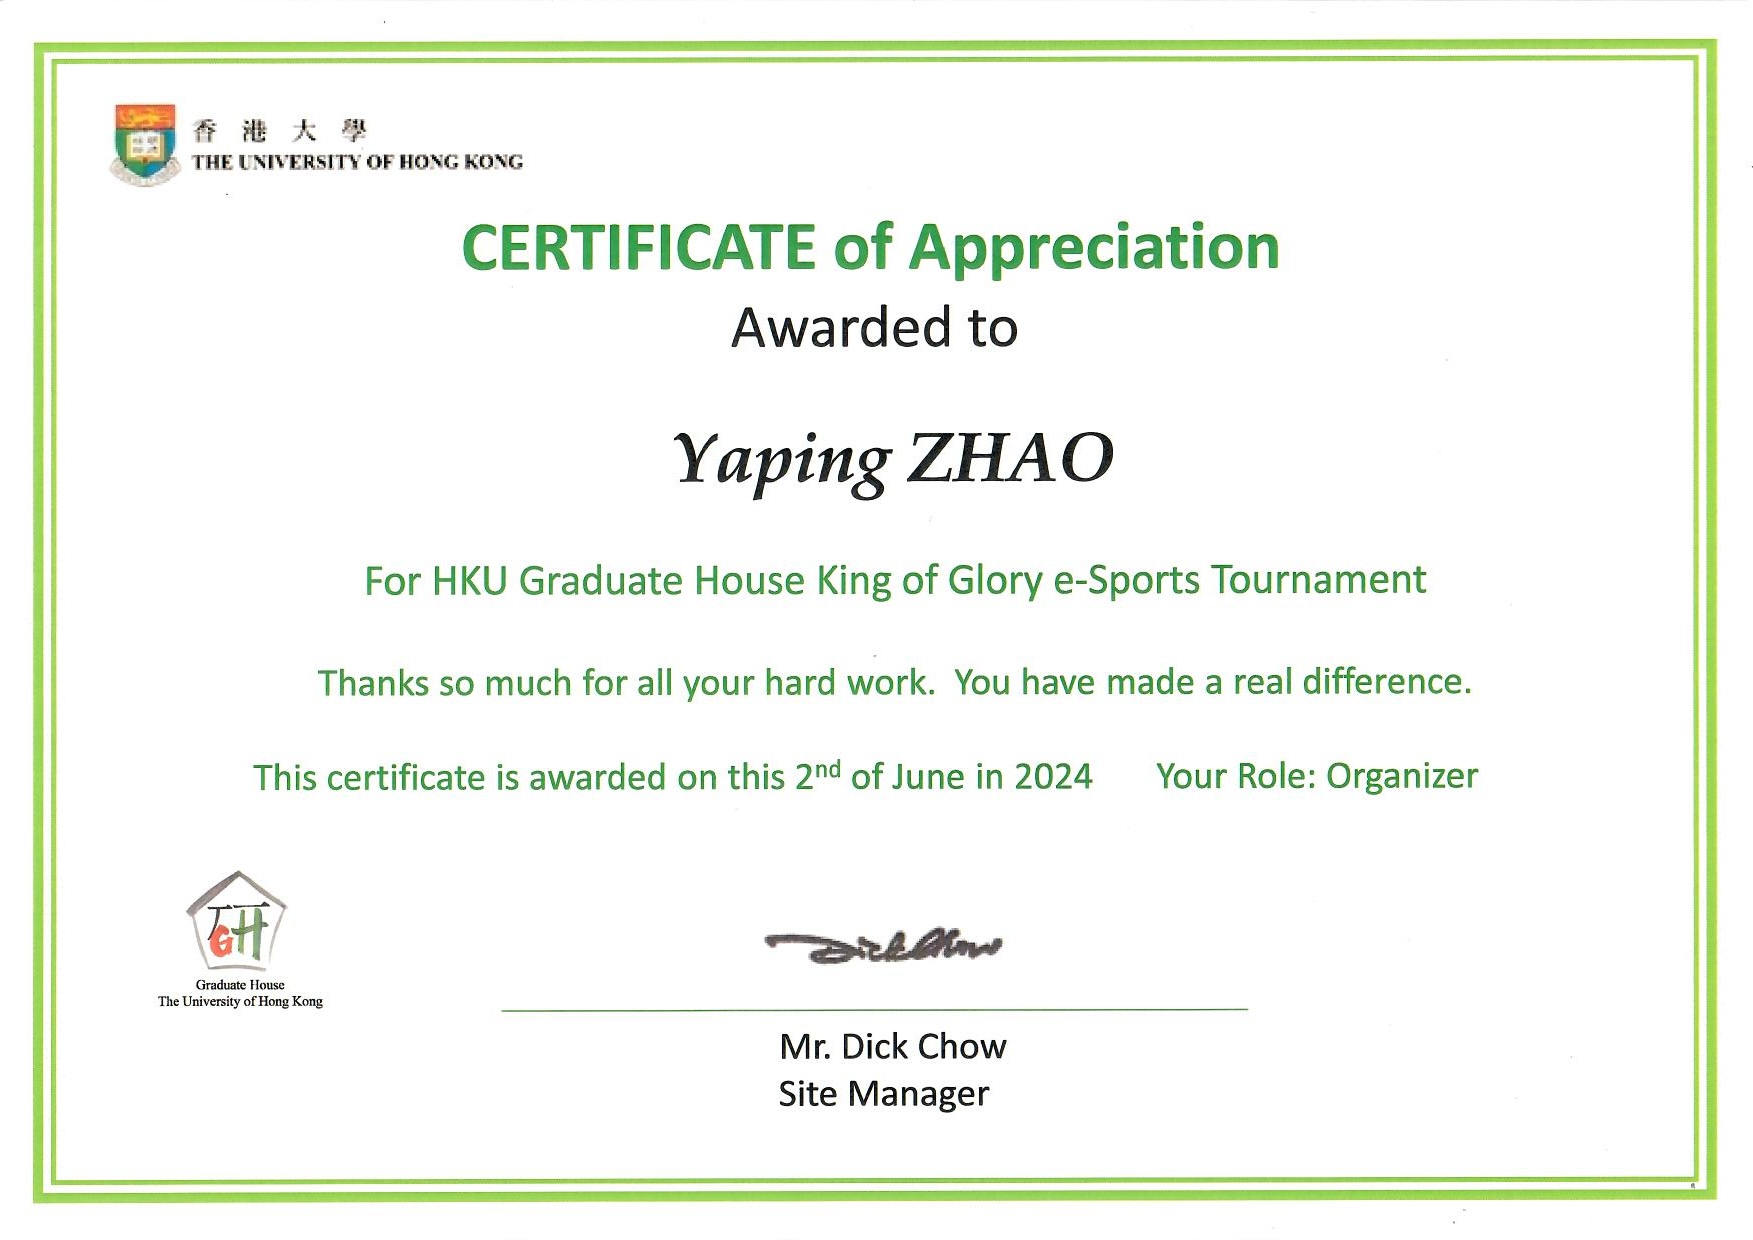 香港大學
THE UNIVERSITY OF HONG KONG
CERTIFICATE of Appreciation
Awarded to
Yaping ZHAO
For HKU Graduate House King of Glory e-Sports Tournament
Thanks so much for all your hard work. You have made a real difference.
This certificate is awarded on this 2nd of June in 2024 Your Role: Organizer
GH
Graduate House
The University of Hong Kong
Dick Chow
Mr. Dick Chow
Site Manager